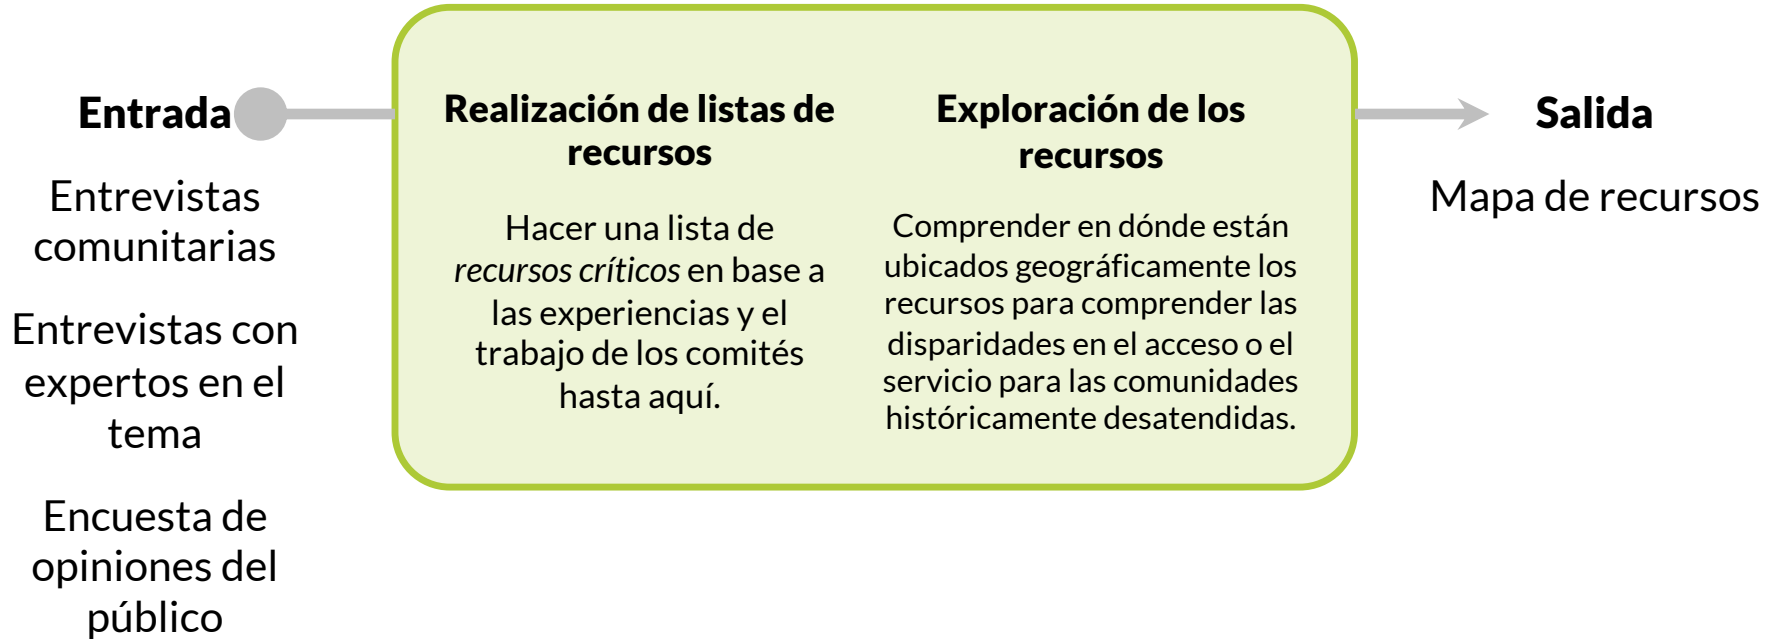 Entrada
Entrevistas
comunitarias
Entrevistas con
expertos en el
tema
Encuesta de
opiniones del
público
Realización de listas de
recursos
Hacer una lista de
recursos críticos en base a
las experiencias y el
trabajo de los comités
hasta aquí.
Exploración de los
recursos
Comprender en dónde están
ubicados geográficamente los
recursos para comprender las
disparidades en el acceso o el
servicio para las comunidades
históricamente desatendidas.
Salida
Mapa de recursos